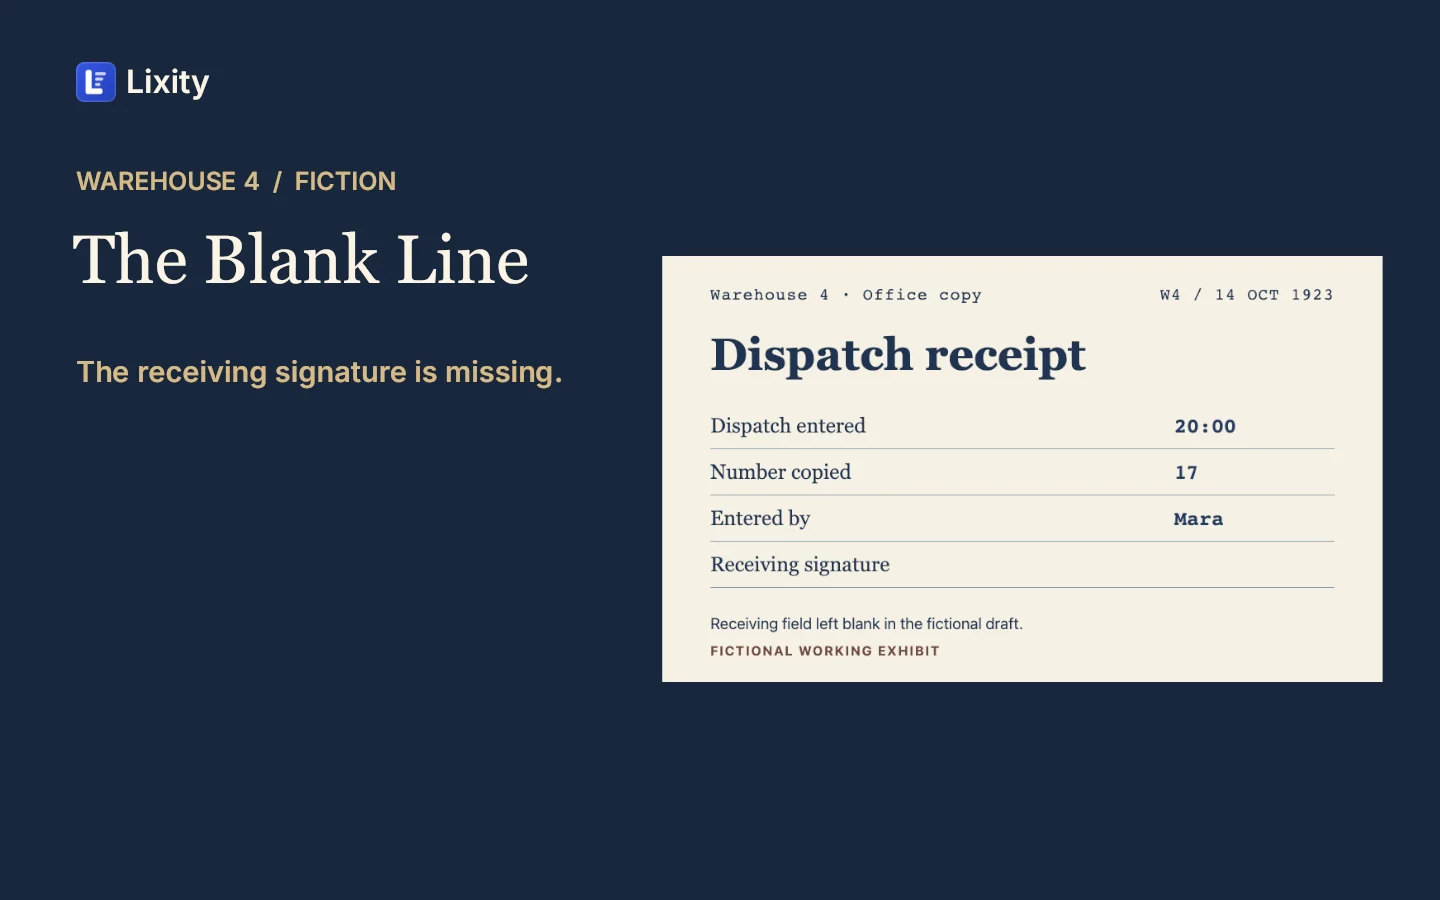 Lixity
WAREHOUSE 4 / FICTION
The Blank Line
The receiving signature is missing.
Warehouse 4 · Office copy W4 / 14 OCT 1923
Dispatch receipt
Dispatch entered 20:00
Number copied 17
Entered by Mara
Receiving signature
Receiving field left blank in the fictional draft.
FICTIONAL WORKING EXHIBIT